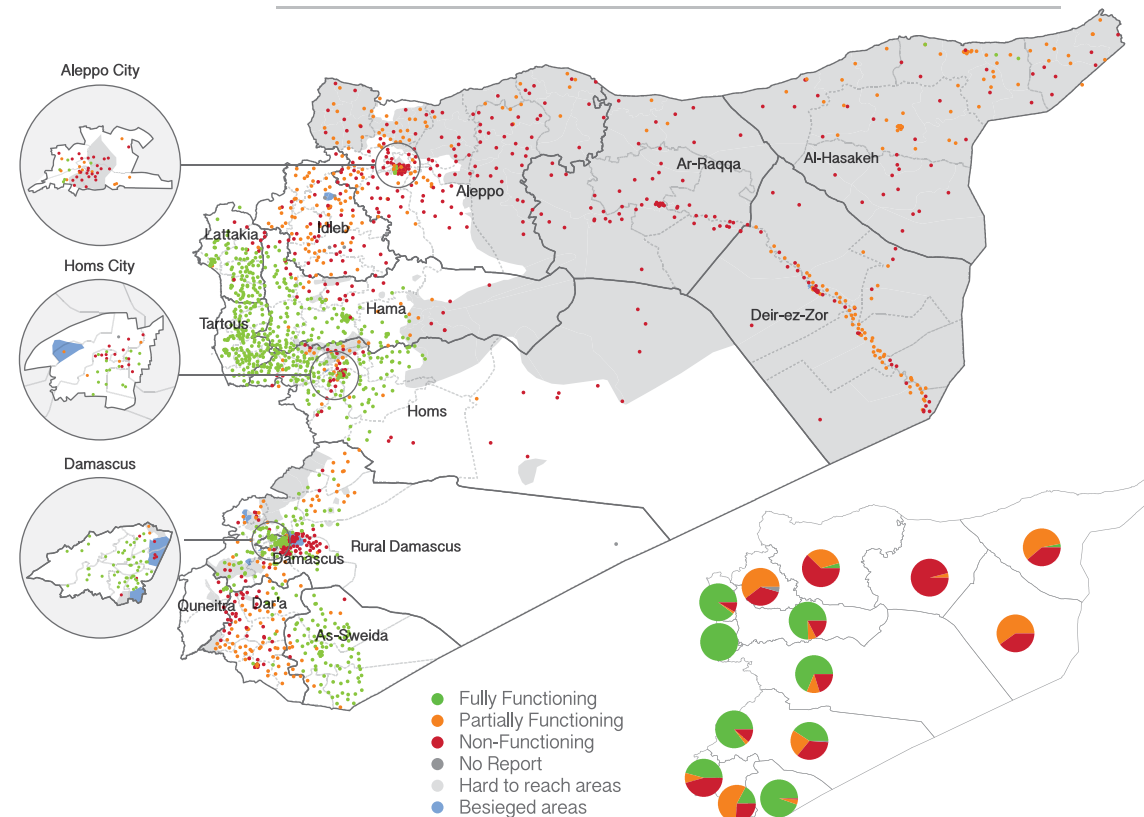 Aleppo City
Ar-Raqqa
Al-Hasakeh
Aleppo
Idleb
Lattakia
Homs City
Hama
Deir-ez-Zor
Tartous
Homs
Damascus
Rural Damascus
Damascus
Quneitra
Dar'a
As-Sweida
Fully Functioning
Partially Functioning
Non-Functioning
No Report
Hard to reach areas
Besieged areas